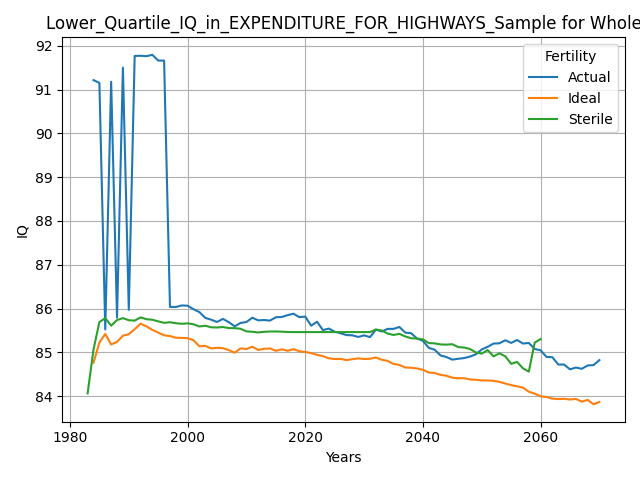 Lower_Quartile_IQ_in_EXPENDITURE_FOR_HIGHWAYS_Sample for Whole
92
91
90
89
88
87
86
85
84
IQ
Fertility
Actual
Ideal
Sterile
1980 2000 2020 2040 2060
Years